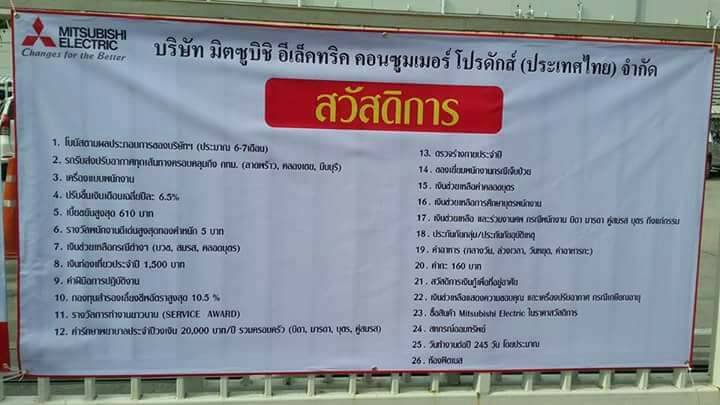 MITSUBISHI
ELECTRIC
Changes for the Better
บริษัท มิตซูบิชิ อีเล็คทริค คอนซูมเมอร์ โปรดักส์ (ประเทศไทย) จำกัด
สวัสดิการ
1. โบนัสตามผลประกอบการของบริษัทฯ (ประมาณ 6-7เดือน)
2. รถรับส่งปรับอากาศทุกเส้นทางครอบคลุมถึง กทม. (ลาดพร้าว, คลองเตย, มีนบุรี)
3. เครื่องแบบพนักงาน
4. ปรับขึ้นเงินเดือนเฉลี่ยปีละ 6.5%
5. เบี้ยขยันสูงสุด 610 บาท
6. รางวัลพนักงานดีเด่นสูงสุดทองคำหนัก 5 บาท
7. เงินช่วยเหลือกรณีต่างๆ (บวช, สมรส, คลอดบุตร)
8. เงินท่องเที่ยวประจำปี 1,500 บาท
9. ค่าฝีมือการปฏิบัติงาน
10. กองทุนสำรองเลี้ยงชีพอัตราสูงสุด 10.5 %
11. รางวัลการทำงานนาน (SERVICE AWARD)
12. ค่ารักษาพยาบาลประจำปีวงเงิน 20,000 บาท/ปี รวมครอบครัว (บิดา, มารดา, บุตร, คู่สมรส)
13. ตรวจร่างกายประจำปี
14. ของเยี่ยมพนักงานกรณีเจ็บป่วย
15. เงินช่วยเหลือค่าคลอดบุตร
16. เงินช่วยเหลือการศึกษาบุตรพนักงาน
17. เงินช่วยเหลือ และร่วมงานศพ กรณีพนักงาน บิดา มารดา คู่สมรส บุตร ถึงแก่กรรม
18. ประกันภัยกลุ่ม/ประกันภัยอุบัติเหตุ
19. ค่าอาหาร (กลางวัน, ล่วงเวลา, วันหยุด, ค่าอาหารกะ)
20. ค่ากะ 160 บาท
21. สวัสดิการเงินกู้เพื่อที่อยู่อาศัย
22. เงินช่วยเหลือแสดงความขอบคุณ และเครื่องปรับอากาศ กรณีเกษียณอายุ
23. ซื้อสินค้า Mitsubishi Electric ในราคาสวัสดิการ
24. สหกรณ์ออมทรัพย์
25. วันทำงานต่อปี 245 วัน โดยประมาณ
26. ห้องฟิตเนส